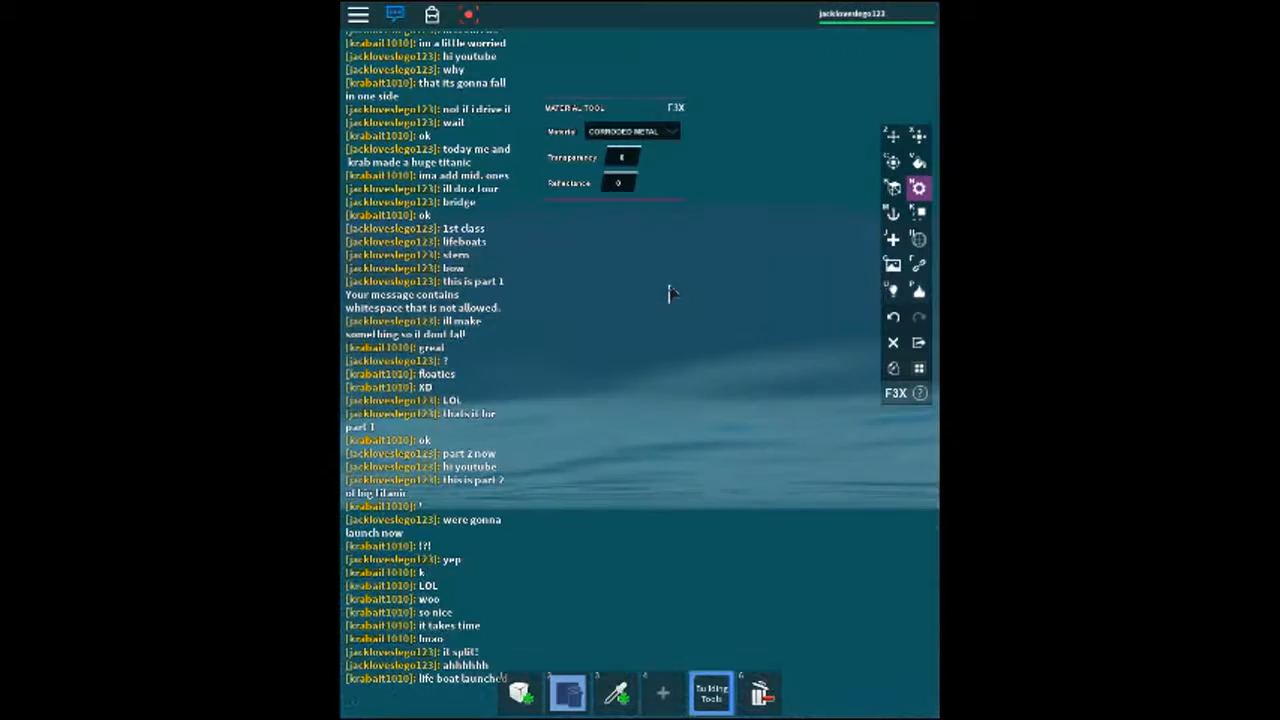 jackloveslego123
[krabait1010]: im a little worried
[jackloveslego123]: hi youtube
[jackloveslego123]: why
[krabait1010]: that its gonna fall
in one side
[jackloveslego123]: not if i drive it
[jackloveslego123]: wait
[krabait1010]: ok
[jackloveslego123]: today me and
krab made a huge titanic
[krabait1010]: ima add mid. ones
[jackloveslego123]: ill do a tour
[jackloveslego123]: bridge
[krabait1010]: ok
[jackloveslego123]: 1st class
[jackloveslego123]: lifeboats
[jackloveslego123]: stern
[jackloveslego123]: bow
[jackloveslego123]: this is part 1
Your message contains
whitespace that is not allowed.
[jackloveslego123]: ill make
something so it dont fall
[krabait1010]: great
[jackloveslego123]: ?
[krabait1010]: floaties
[krabait1010]: XD
[jackloveslego123]: LOL
[jackloveslego123]: thats it for
part 1
[krabait1010]: ok
[jackloveslego123]: part 2 now
[jackloveslego123]: hi youtube
[jackloveslego123]: this is part 2
of big titanic
[krabait1010]: '
[jackloveslego123]: were gonna
launch now
[krabait1010]: !?!
[jackloveslego123]: yep
[krabait1010]: k
[krabait1010]: LOL
[krabait1010]: woo
[krabait1010]: so nice
[krabait1010]: it takes time
[krabait1010]: lmao
[jackloveslego123]: it split!
[jackloveslego123]: ahhhhhh
[krabait1010]: life boat launched
MATERIAL TOOL F3X
Material CORRODED METAL
Transparency
Reflectance 0
F3X ?
Building
Tools